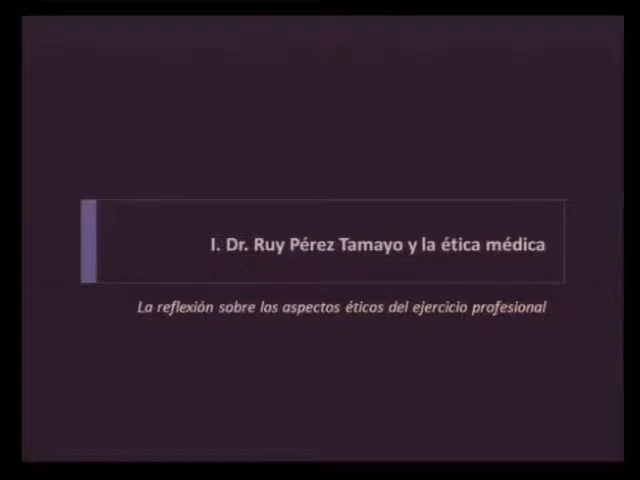 I. Dr. Ruy Pérez Tamayo y la ética médica
La reflexión sobre los aspectos éticos del ejercicio profesional